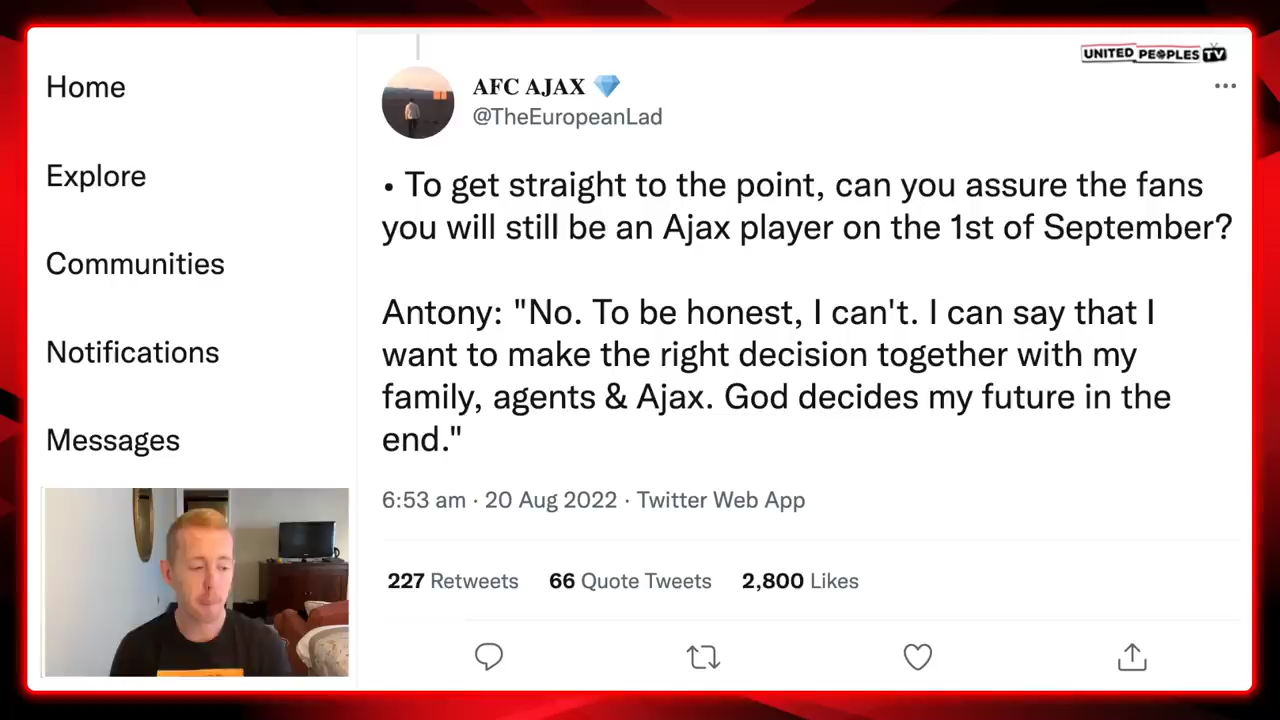 Home
Explore
Communities
Notifications
Messages
UNITED PEOPLES TV
AFC AJAX 💎
@TheEuropeanLad
• To get straight to the point, can you assure the fans
you will still be an Ajax player on the 1st of September?
Antony: "No. To be honest, I can't. I can say that I
want to make the right decision together with my
family, agents & Ajax. God decides my future in the
end."
6:53 am · 20 Aug 2022 · Twitter Web App
227 Retweets 66 Quote Tweets 2,800 Likes